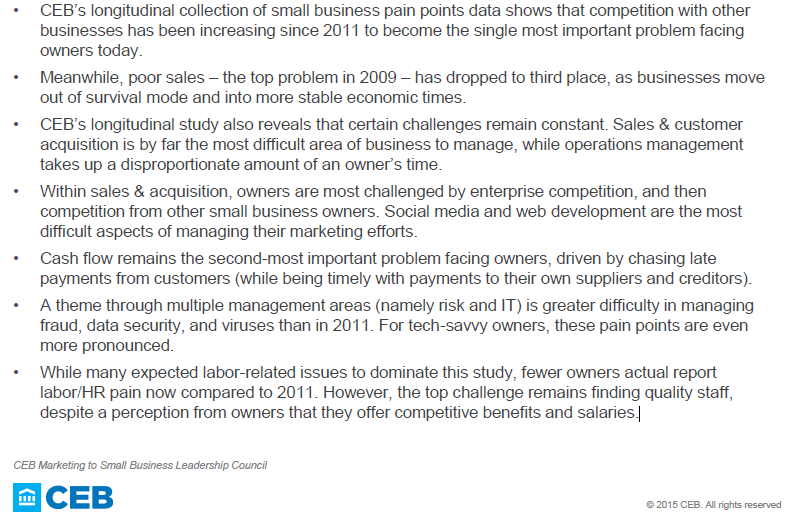 • CEB's longitudinal collection of small business pain points data shows that competition with other
businesses has been increasing since 2011 to become the single most important problem facing
owners today.
• Meanwhile, poor sales – the top problem in 2009 – has dropped to third place, as businesses move
out of survival mode and into more stable economic times.
• CEB's longitudinal study also reveals that certain challenges remain constant. Sales & customer
acquisition is by far the most difficult area of business to manage, while operations management
takes up a disproportionate amount of an owner's time.
• Within sales & acquisition, owners are most challenged by enterprise competition, and then
competition from other small business owners. Social media and web development are the most
difficult aspects of managing their marketing efforts.
• Cash flow remains the second-most important problem facing owners, driven by chasing late
payments from customers (while being timely with payments to their own suppliers and creditors).
• A theme through multiple management areas (namely risk and IT) is greater difficulty in managing
fraud, data security, and viruses than in 2011. For tech-savvy owners, these pain points are even
more pronounced.
• While many expected labor-related issues to dominate this study, fewer owners actual report
labor/HR pain now compared to 2011. However, the top challenge remains finding quality staff,
despite a perception from owners that they offer competitive benefits and salaries.
CEB Marketing to Small Business Leadership Council
CEB
© 2015 CEB. All rights reserved